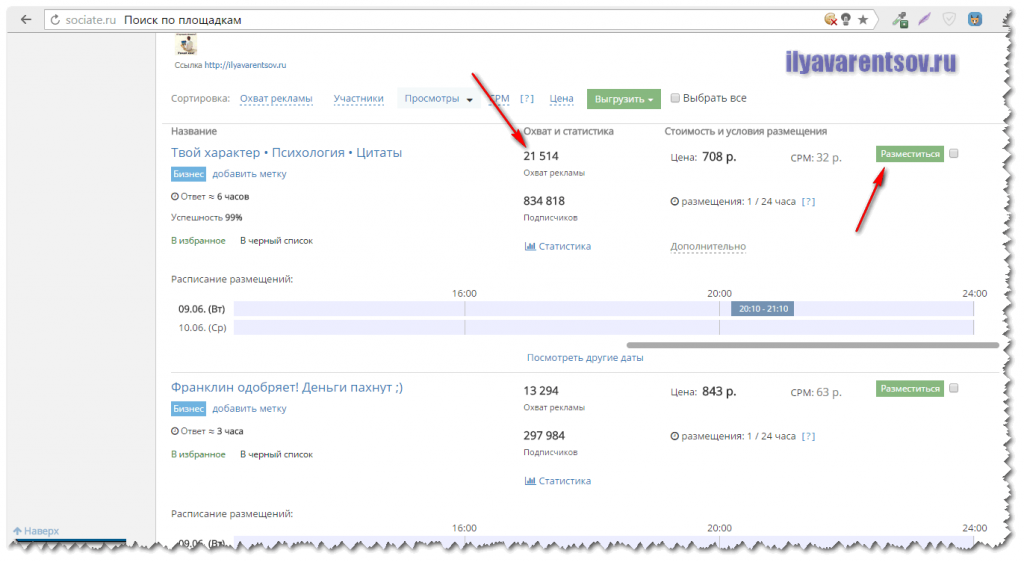 sociate.ru Поиск по площадкам
Ссылка http://ilyavarentsov.ru
ilyavarentsov.ru
Сортировка: Охват рекламы Участники Просмотры CPM [?] Цена Выгрузить Выбрать все
Название Охват и статистика Стоимость и условия размещения
Твой характер • Психология • Цитаты 21 514 Цена: 708 р. CPM: 32 р. Разместиться
Бизнес добавить метку Охват рекламы
Ответ ≈ 6 часов 834 818 размещения: 1 / 24 часа [?]
Успешность 99% Подписчиков
В избранное В черный список Статистика Дополнительно
Расписание размещений:
16:00 20:00 24:00
09.06. (Вт) 20:10 - 21:10
10.06. (Ср)
Посмотреть другие даты
Франклин одобряет! Деньги пахнут ;) 13 294 Цена: 843 р. CPM: 63 р. Разместиться
Бизнес добавить метку Охват рекламы
Ответ ≈ 3 часа 297 984 размещения: 1 / 24 часа [?]
В избранное В черный список Подписчиков
Статистика
Расписание размещений:
16:00 20:00 24:00
Наверх
09.06. (Вт)